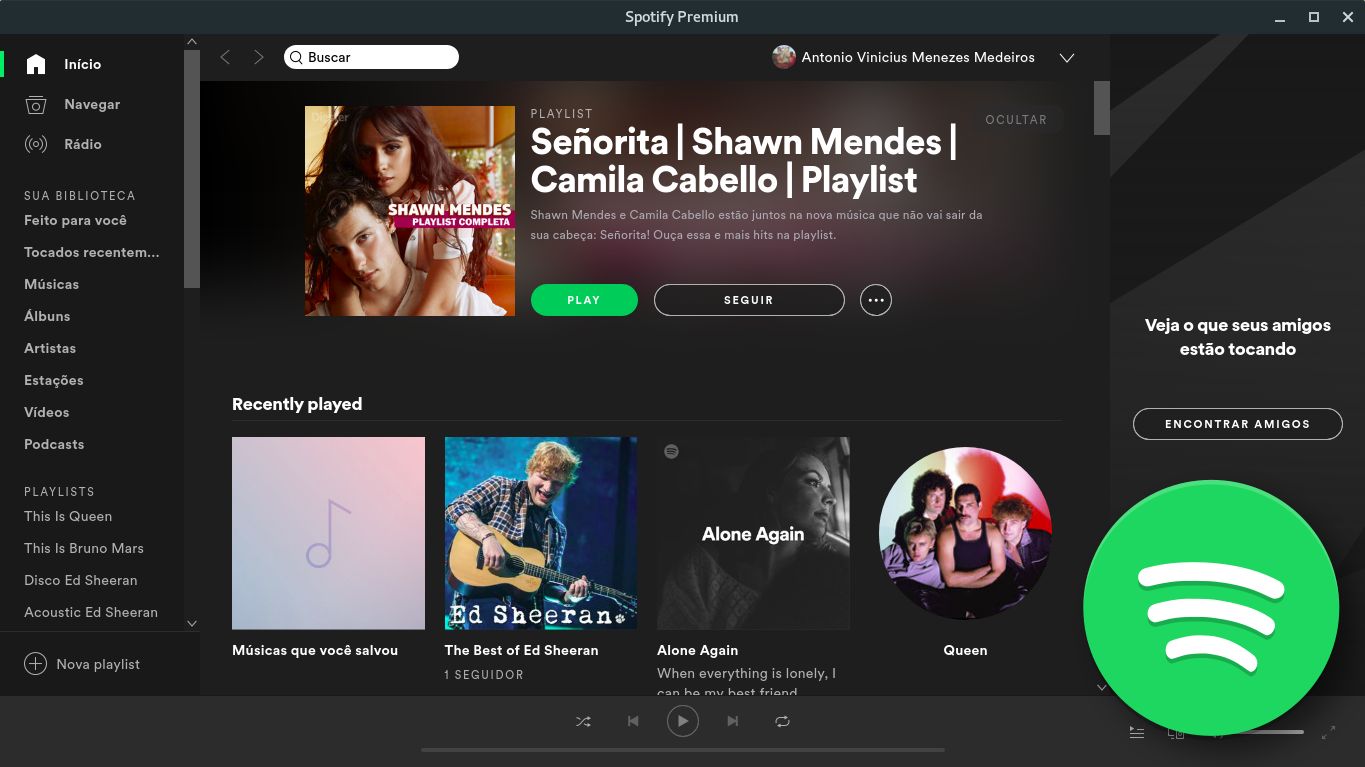 Spotify Premium
Início
Navegar
Rádio
SUA BIBLIOTECA
Feito para você
Tocados recentem...
Músicas
Álbuns
Artistas
Estações
Vídeos
Podcasts
PLAYLISTS
This Is Queen
This Is Bruno Mars
Disco Ed Sheeran
Acoustic Ed Sheeran
Nova playlist
Buscar
Antonio Vinicius Menezes Medeiros
Digster
SHAWN MENDES
PLAYLIST COMPLETA
PLAYLIST
OCULTAR
Señorita | Shawn Mendes |
Camila Cabello | Playlist
Shawn Mendes e Camila Cabello estão juntos na nova música que não vai sair da
sua cabeça: Señorita! Ouça essa e mais hits na playlist.
PLAY
SEGUIR
Recently played
Músicas que você salvou
Ed Sheeran
The Best of Ed Sheeran
1 SEGUIDOR
Alone Again
Alone Again
When everything is lonely, I
can be my best friend
Queen
Veja o que seus amigos
estão tocando
ENCONTRAR AMIGOS